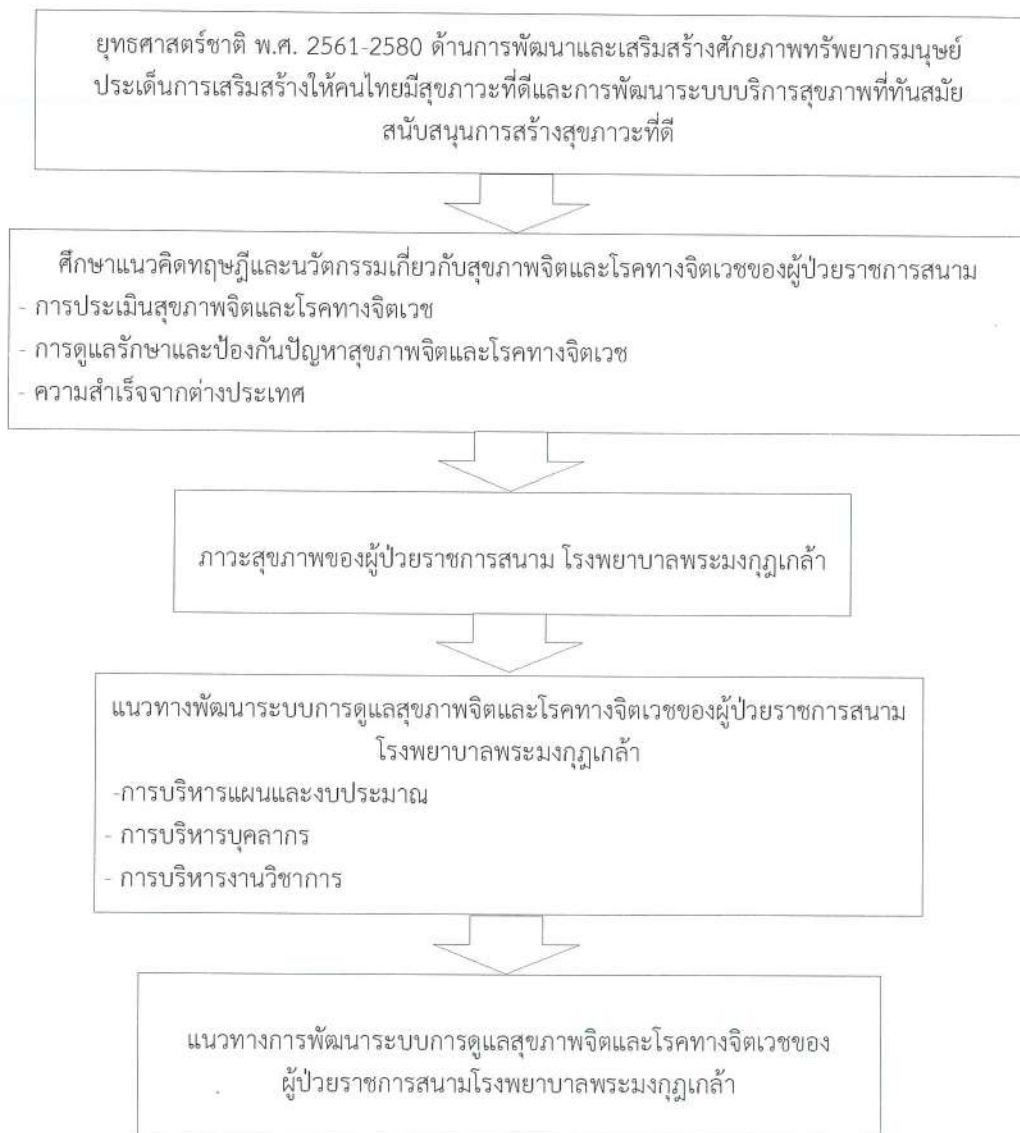 ยุทธศาสตร์ชาติ พ.ศ. 2561-2580 ด้านการพัฒนาและเสริมสร้างศักยภาพทรัพยากรมนุษย์
ประเด็นการเสริมสร้างให้คนไทยมีสุขภาวะที่ดีและการพัฒนาระบบบริการสุขภาพที่ทันสมัย
สนับสนุนการสร้างสุขภาวะที่ดี
ศึกษาแนวคิดทฤษฎีและนวัตกรรมเกี่ยวกับสุขภาพจิตและโรคทางจิตเวชของผู้ป่วยราชการสนาม
- การประเมินสุขภาพจิตและโรคทางจิตเวช
- การดูแลรักษาและป้องกันปัญหาสุขภาพจิตและโรคทางจิตเวช
- ความสำเร็จจากต่างประเทศ
ภาวะสุขภาพของผู้ป่วยราชการสนาม โรงพยาบาลพระมงกุฎเกล้า
แนวทางพัฒนาระบบการดูแลสุขภาพจิตและโรคทางจิตเวชของผู้ป่วยราชการสนาม
โรงพยาบาลพระมงกุฎเกล้า
-การบริหารแผนและงบประมาณ
- การบริหารบุคลากร
- การบริหารงานวิชาการ
แนวทางการพัฒนาระบบการดูแลสุขภาพจิตและโรคทางจิตเวชของ
ผู้ป่วยราชการสนามโรงพยาบาลพระมงกุฎเกล้า